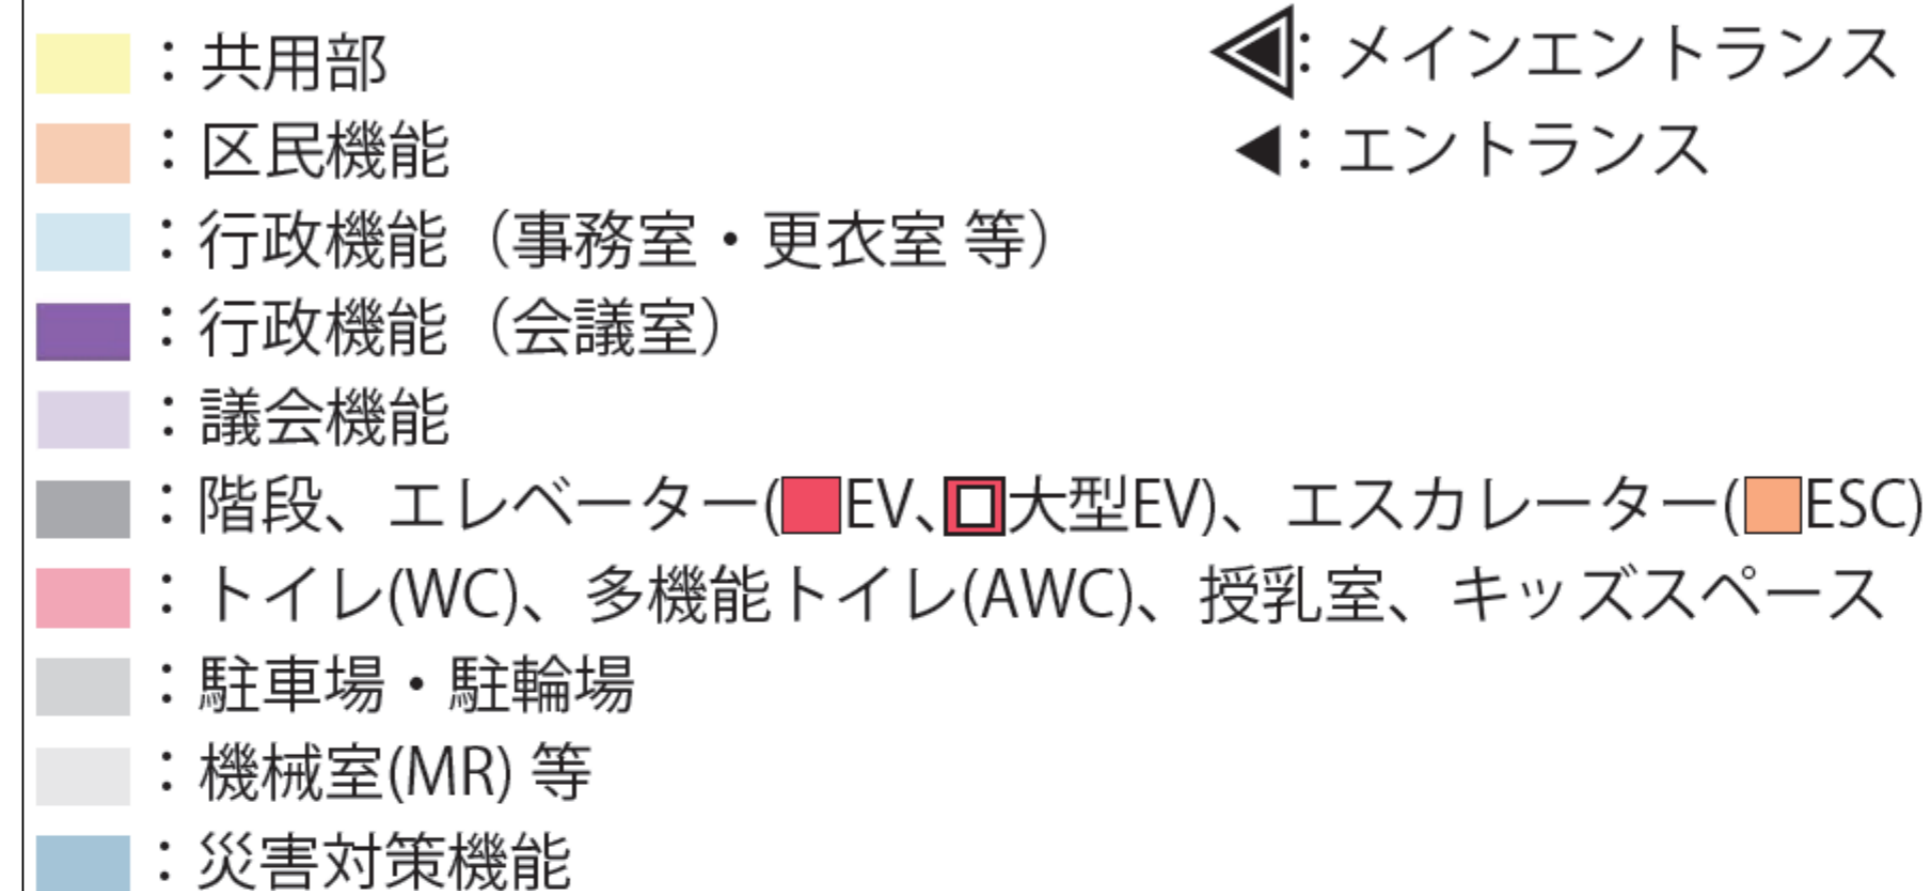 ：共用部
：区民機能
：行政機能（事務室・更衣室 等）
：行政機能（会議室）
：議会機能
：階段、エレベーター(EV、大型EV)、エスカレーター(ESC)
：トイレ(WC)、多機能トイレ(AWC)、授乳室、キッズスペース
：駐車場・駐輪場
：機械室(MR) 等
：災害対策機能
：メインエントランス
：エントランス